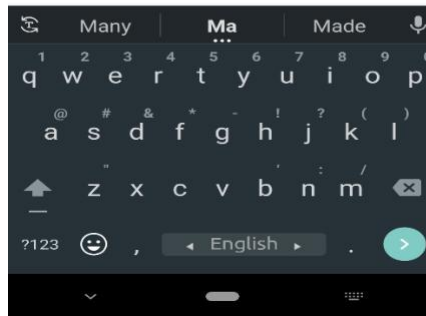 Many Ma Made
1 2 3 4 5 6 7 8 9
q w e r t y u i o p
@ # & * - ! ? ( )
a s d f g h j k l
" ' : /
z x c v b n m
?123 , English .